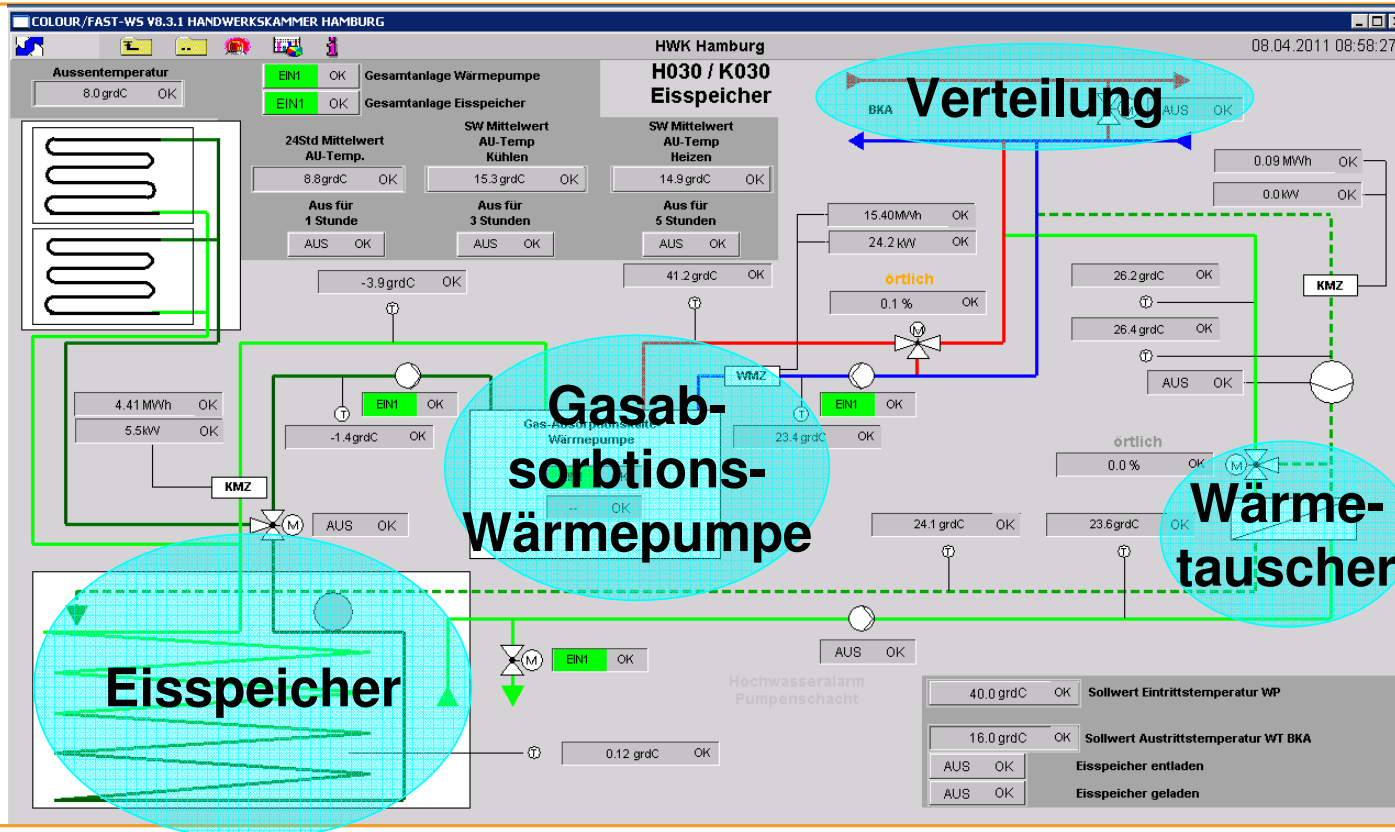 COLOUR/FAST-WS V8.3.1 HANDWERKSKAMMER HAMBURG
HWK Hamburg
08.04.2011 08:58:27
H030 / K030
Eisspeicher
Aussentemperatur
8.0 grdC OK
EIN1 OK Gesamtanlage Wärmepumpe
EIN1 OK Gesamtanlage Eisspeicher
24Std Mittelwert
AU-Temp.
8.8 grdC OK
SW Mittelwert
AU-Temp
Kühlen
15.3 grdC OK
SW Mittelwert
AU-Temp
Heizen
14.9 grdC OK
Aus für
1 Stunde
AUS OK
Aus für
3 Stunden
AUS OK
Aus für
5 Stunden
AUS OK
Verteilung
BKA
M
AUS OK
0.09 MWh OK
0.0 kW OK
KMZ
15.40 MWh OK
24.2 kW OK
örtlich
0.1 % OK
M
-3.9 grdC OK
T
41.2 grdC OK
T
26.2 grdC OK
T
26.4 grdC OK
T
AUS OK
WMZ
EIN1 OK
T
-1.4 grdC OK
EIN1 OK
T
23.4 grdC OK
4.41 MWh OK
5.5 kW OK
KMZ
M
AUS OK
Wärmepumpe
OK
-- OK
Gasab-
sorbtions-
Wärmepumpe
örtlich
0.0 % OK
M
Wärme-
tauscher
24.1 grdC OK
T
23.6 grdC OK
T
Eisspeicher
M
EIN1 OK
AUS OK
Hochwasseralarm
Pumpenschacht
T
0.12 grdC OK
40.0 grdC OK Sollwert Eintrittstemperatur WP
16.0 grdC OK Sollwert Austrittstemperatur WT BKA
AUS OK Eisspeicher entladen
AUS OK Eisspeicher geladen